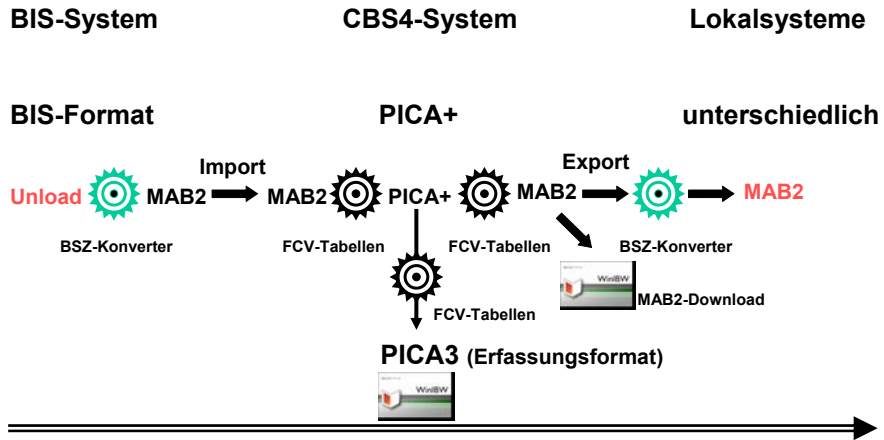 BIS-System CBS4-System Lokalsysteme
BIS-Format PICA+ unterschiedlich
Import Export
Unload MAB2 MAB2 PICA+ MAB2 MAB2
BSZ-Konverter FCV-Tabellen FCV-Tabellen BSZ-Konverter
WinIBW
MAB2-Download
FCV-Tabellen
PICA3 (Erfassungsformat)
WinIBW